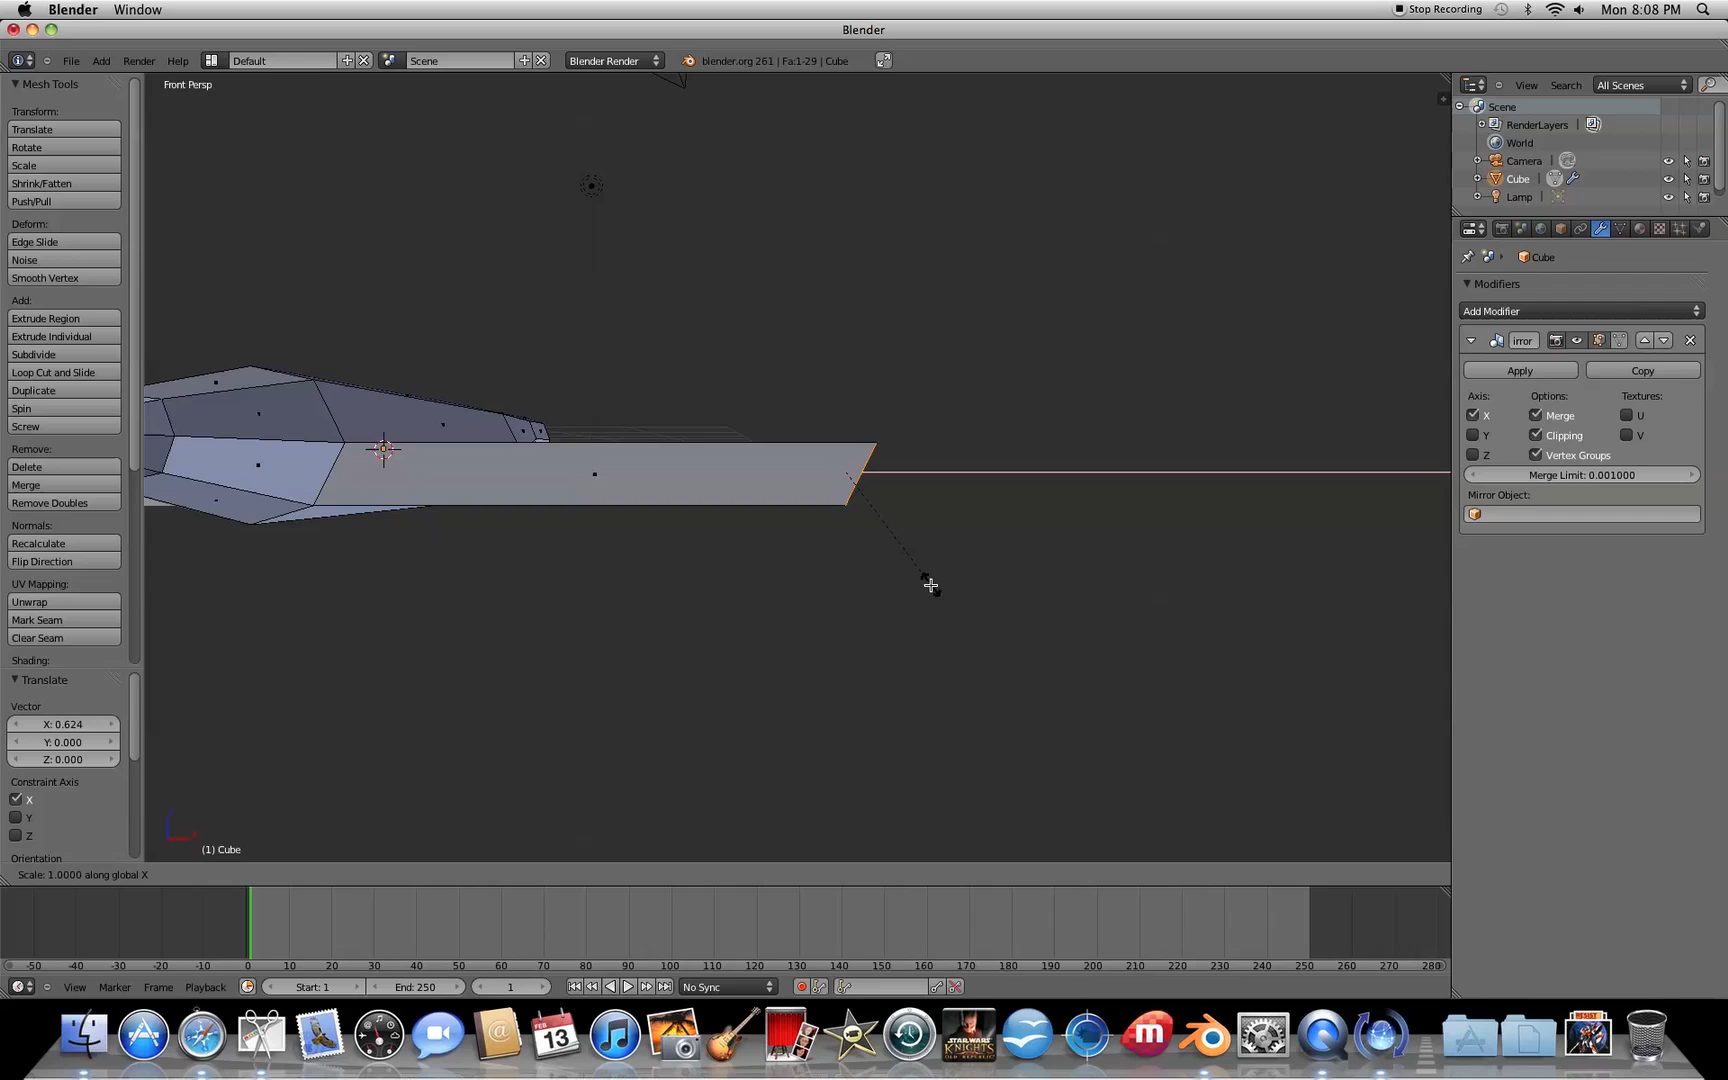 Blender Window Stop Recording Mon 8:08 PM
Blender
File Add Render Help Default Scene Blender Render blender.org 261 | Fa:1-29 | Cube View Search All Scenes
Mesh Tools
Front Persp
Transform:
Translate
Rotate
Scale
Shrink/Fatten
Push/Pull
Deform:
Edge Slide
Noise
Smooth Vertex
Add:
Extrude Region
Extrude Individual
Subdivide
Loop Cut and Slide
Duplicate
Spin
Screw
Remove:
Delete
Merge
Remove Doubles
Normals:
Recalculate
Flip Direction
UV Mapping:
Unwrap
Mark Seam
Clear Seam
Shading:
Translate
Vector
X: 0.624
Y: 0.000
Z: 0.000
Constraint Axis
X
Y
Z
Orientation
(1) Cube
Scale: 1.0000 along global X
Scene
RenderLayers
World
Camera
Cube
Lamp
Cube
Modifiers
Add Modifier
irror
Apply Copy
Axis: Options: Textures:
X Merge U
Y Clipping V
Z Vertex Groups
Merge Limit: 0.001000
Mirror Object:
-50 -40 -30 -20 -10 0 10 20 30 40 50 60 70 80 90 100 110 120 130 140 150 160 170 180 190 200 210 220 230 240 250 260 270 280
View Marker Frame Playback Start: 1 End: 250 1 No Sync
FEB
13
STAR WARS
KNIGHTS
m
RESIST